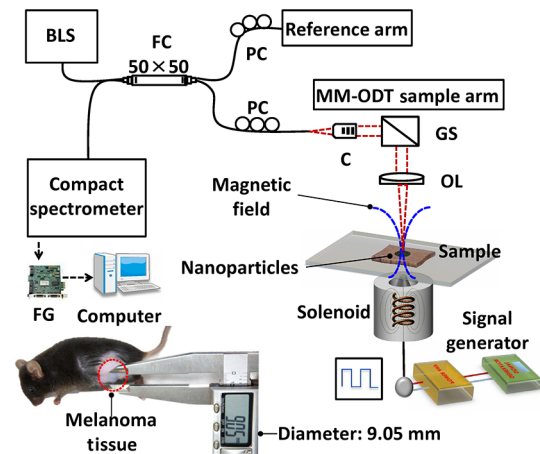 BLS
FC
50×50
PC
Reference arm
PC
MM-ODT sample arm
GS
C
OL
Compact
spectrometer
Magnetic
field
Nanoparticles
Sample
FG
Computer
Solenoid
Signal
generator
Melanoma
tissue
Diameter: 9.05 mm